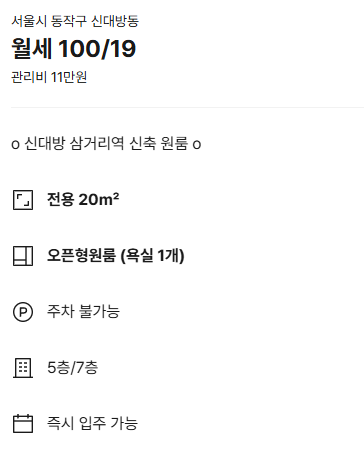 서울시 동작구 신대방동
월세 100/19
관리비 11만원
o 신대방 삼거리역 신축 원룸 o
전용 20m²
오픈형원룸 (욕실 1개)
주차 불가능
5층/7층
즉시 입주 가능